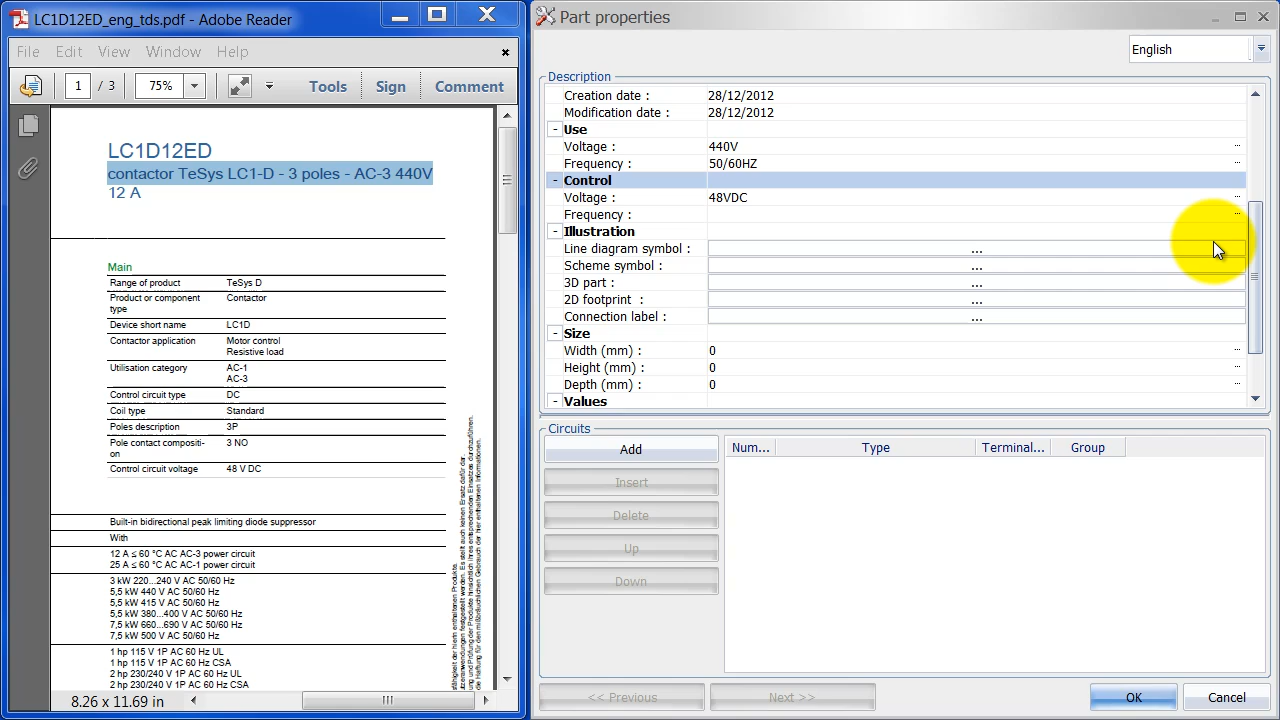 LC1D12ED_eng_tds.pdf - Adobe Reader
File Edit View Window Help
1 / 3 75% Tools Sign Comment
LC1D12ED
contactor TeSys LC1-D - 3 poles - AC-3 440V
12 A
Main
Range of product TeSys D
Product or component type Contactor
Device short name LC1D
Contactor application Motor control
Resistive load
Utilisation category AC-1
AC-3
Control circuit type DC
Coil type Standard
Poles description 3P
Pole contact compositi-
on 3 NO
Control circuit voltage 48 V DC
Built-in bidirectional peak limiting diode suppressor
With
12 A ≤ 60 °C AC AC-3 power circuit
25 A ≤ 60 °C AC AC-1 power circuit
3 kW 220...240 V AC 50/60 Hz
5,5 kW 440 V AC 50/60 Hz
5,5 kW 415 V AC 50/60 Hz
5,5 kW 380...400 V AC 50/60 Hz
7,5 kW 660...690 V AC 50/60 Hz
7,5 kW 500 V AC 50/60 Hz
1 hp 115 V 1P AC 60 Hz UL
1 hp 115 V 1P AC 60 Hz CSA
2 hp 230/240 V 1P AC 60 Hz UL
2 hp 230/240 V 1P AC 60 Hz CSA
8.26 x 11.69 in
Part properties
English
Description
Creation date : 28/12/2012
Modification date : 28/12/2012
Use
Voltage : 440V
Frequency : 50/60HZ
Control
Voltage : 48VDC
Frequency :
Illustration
Line diagram symbol : ...
Scheme symbol : ...
3D part : ...
2D footprint : ...
Connection label : ...
Size
Width (mm) : 0
Height (mm) : 0
Depth (mm) : 0
Values
Circuits
Add
Insert
Delete
Up
Down
Num... Type Terminal... Group
<< Previous Next >> OK Cancel